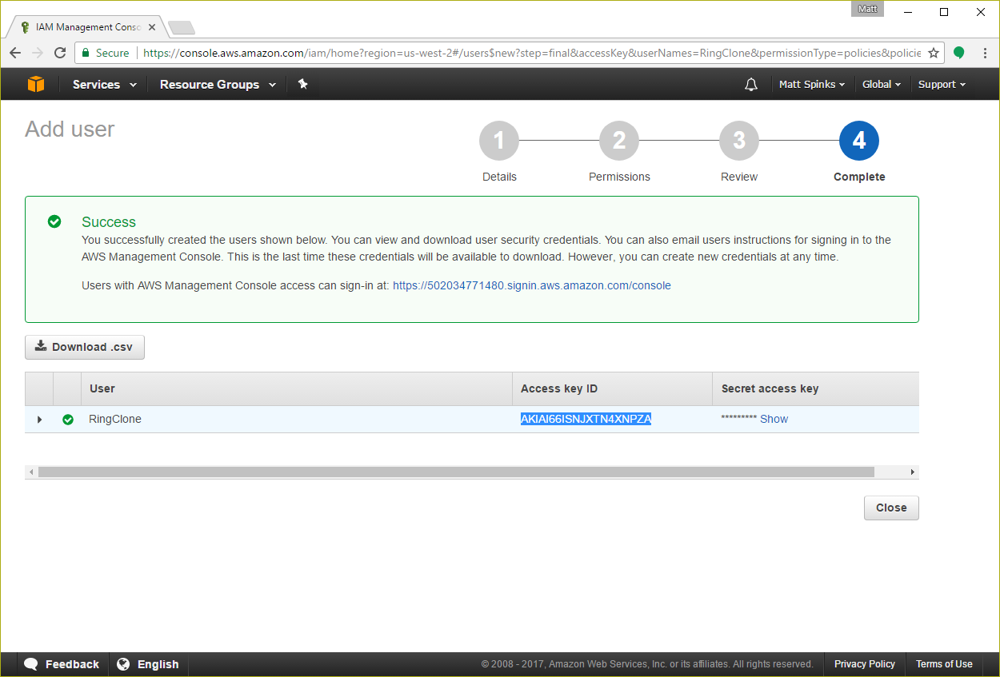 Matt
IAM Management Consc
Secure
https://console.aws.amazon.com/iam/home?region=us-west-2#/users$new?step=final&accessKey&userNames=RingClone&permissionType=policies&policie
Services
Resource Groups
Matt Spinks
Global
Support
Add user
1
2
3
4
Details
Permissions
Review
Complete
Success
You successfully created the users shown below. You can view and download user security credentials. You can also email users instructions for signing in to the
AWS Management Console. This is the last time these credentials will be available to download. However, you can create new credentials at any time.
Users with AWS Management Console access can sign-in at: https://502034771480.signin.aws.amazon.com/console
Download .csv
User
Access key ID
Secret access key
RingClone
AKIAI66ISNJXTN4XNPZA
********* Show
Close
Feedback
English
© 2008 - 2017, Amazon Web Services, Inc. or its affiliates. All rights reserved.
Privacy Policy
Terms of Use